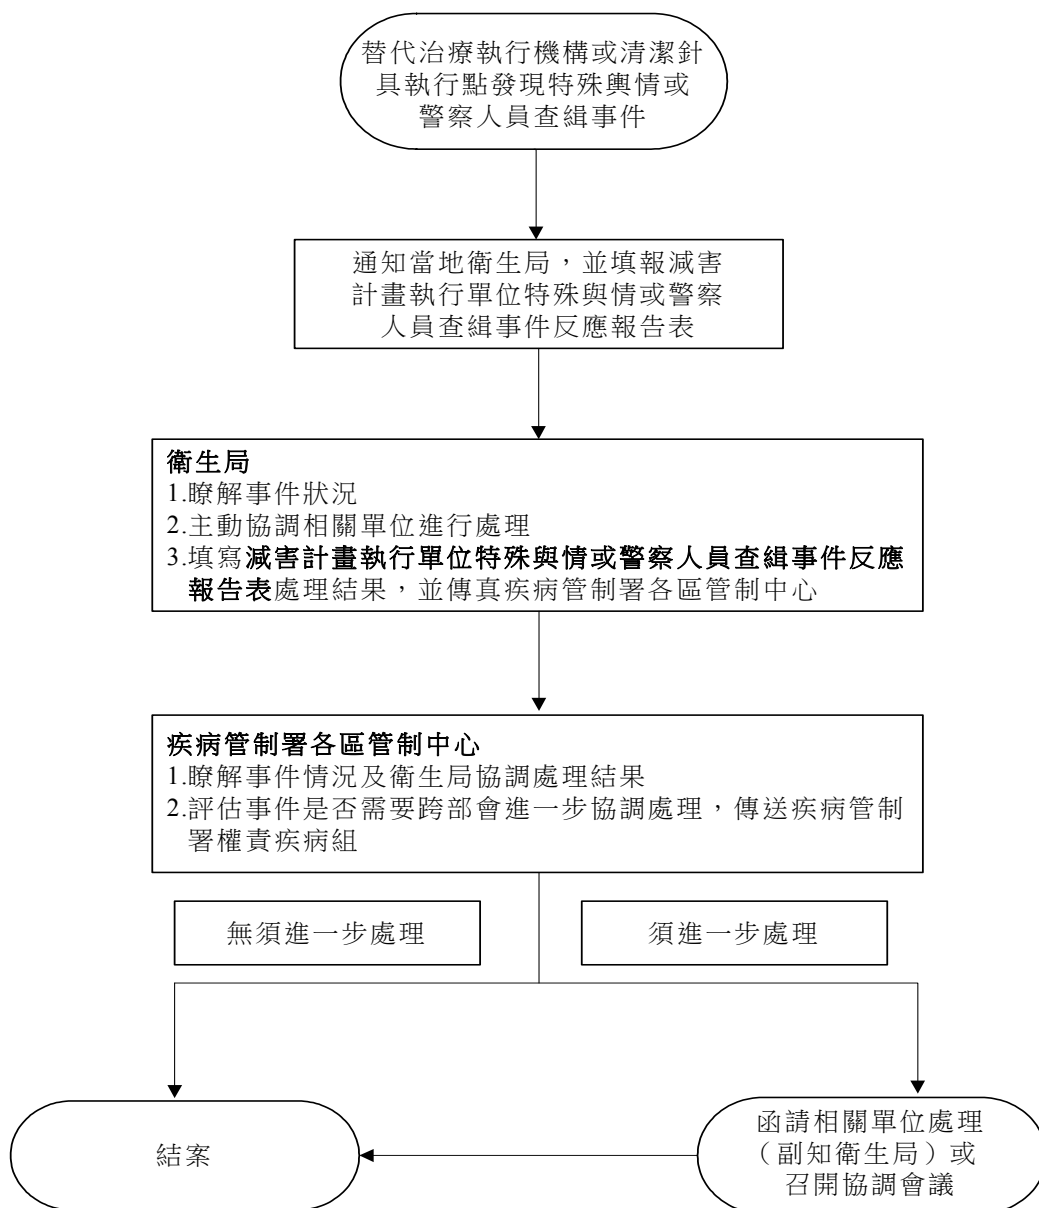 替代治療執行機構或清潔針
具執行點發現特殊輿情或
警察人員查緝事件
通知當地衛生局，並填報減害
計畫執行單位特殊與情或警察
人員查緝事件反應報告表
衛生局
1.瞭解事件狀況
2.主動協調相關單位進行處理
3.填寫減害計畫執行單位特殊與情或警察人員查緝事件反應
報告表處理結果，並傳真疾病管制署各區管制中心
疾病管制署各區管制中心
1.瞭解事件情況及衛生局協調處理結果
2.評估事件是否需要跨部會進一步協調處理，傳送疾病管制
署權責疾病組
無須進一步處理
須進一步處理
結案
函請相關單位處理
（副知衛生局）或
召開協調會議